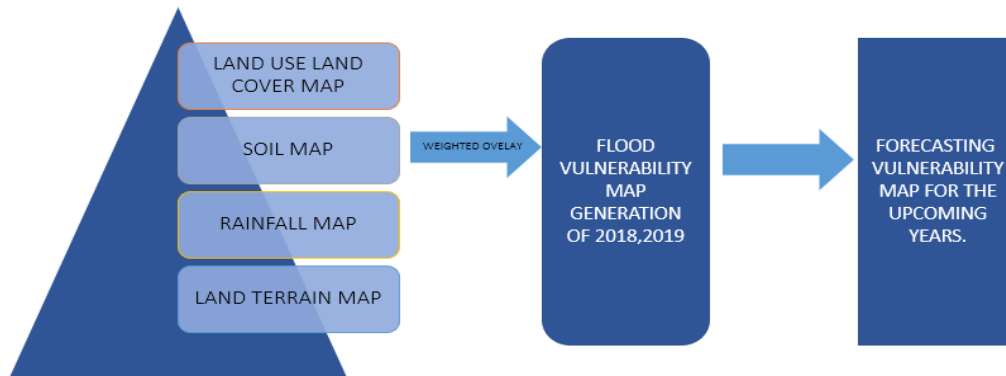 LAND USE LAND
COVER MAP
SOIL MAP
RAINFALL MAP
LAND TERRAIN MAP
WEIGHTED OVELAY
FLOOD
VULNERABILITY
MAP
GENERATION
OF 2018,2019
FORECASTING
VULNERABILITY
MAP FOR THE
UPCOMING
YEARS.